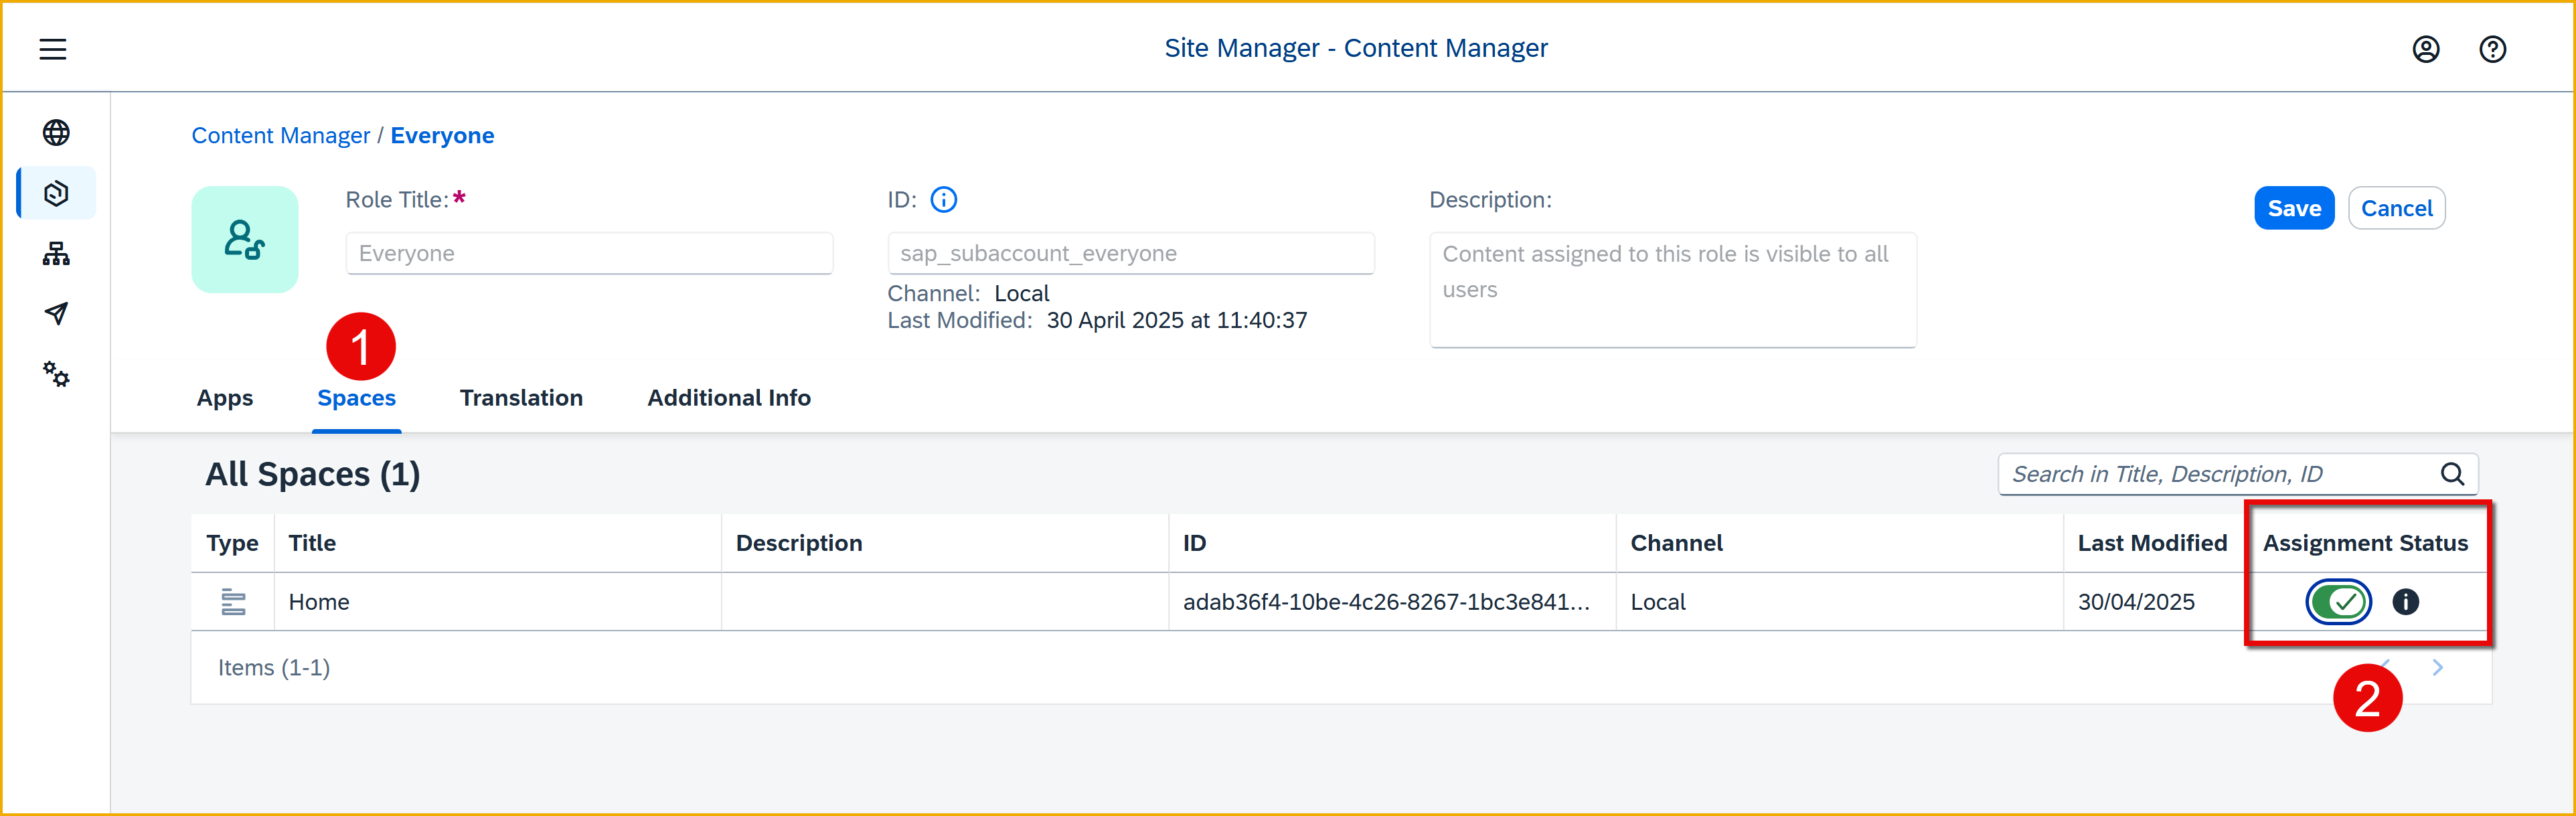 Site Manager - Content Manager
Content Manager / Everyone
Role Title:*
Everyone
ID:
sap_subaccount_everyone
Channel: Local
Last Modified: 30 April 2025 at 11:40:37
Description:
Content assigned to this role is visible to all
users
Save Cancel
1
Apps Spaces Translation Additional Info
All Spaces (1)
Search in Title, Description, ID
Type Title Description ID Channel Last Modified Assignment Status
Home adab36f4-10be-4c26-8267-1bc3e841... Local 30/04/2025
Items (1-1)
2